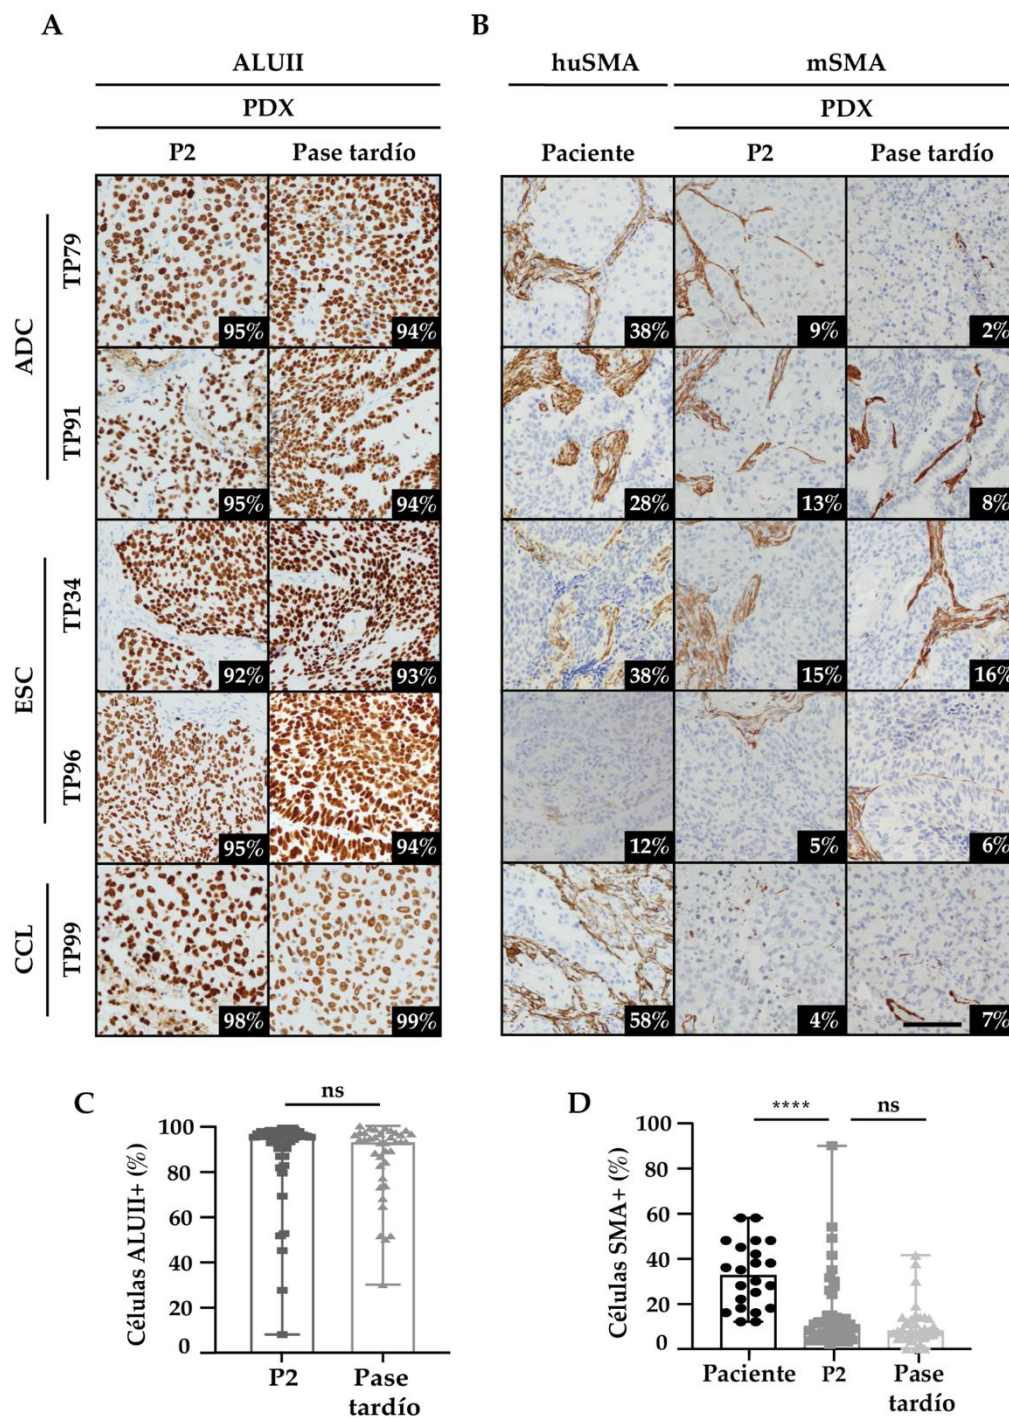 A
ALUII
PDX
P2 Pase tardío
ADC
TP79
95% 94%
TP91
95% 94%
ESC
TP34
92% 93%
TP96
95% 94%
CCL
TP99
98% 99%
B
huSMA mSMA
PDX
Paciente P2 Pase tardío
38% 9% 2%
28% 13% 8%
38% 15% 16%
12% 5% 6%
58% 4% 7%
C
ns
Células ALUII+ (%)
100
80
60
40
20
0
P2 Pase
tardío
D
**** ns
Células SMA+ (%)
100
80
60
40
20
0
Paciente P2 Pase
tardío